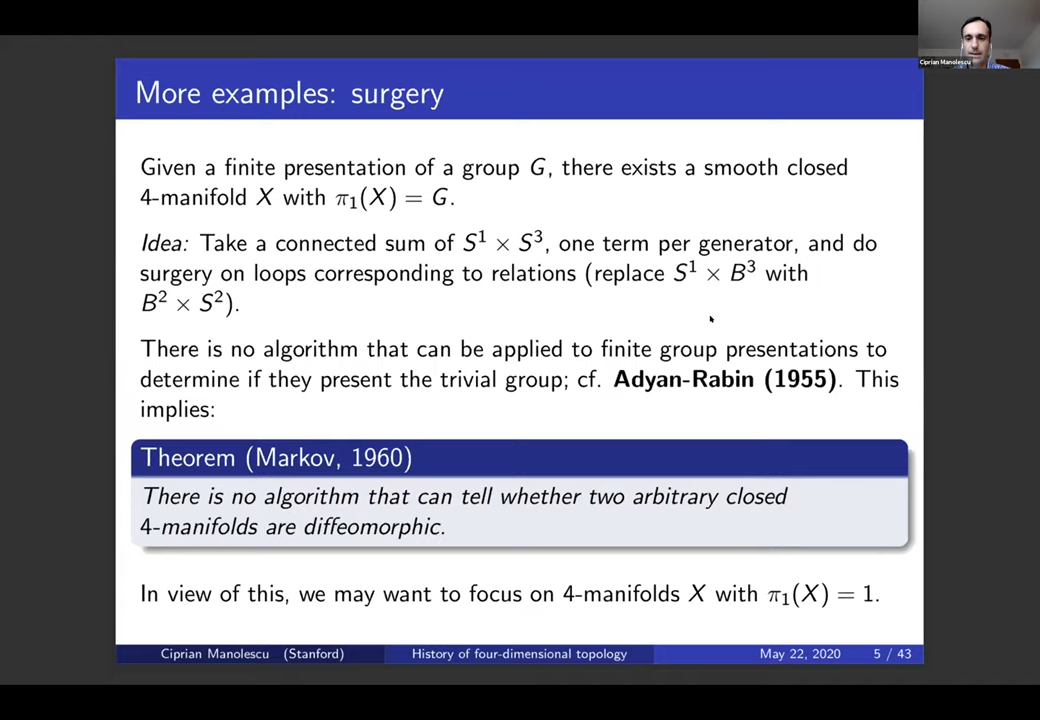 Ciprian Manolescu
More examples: surgery
Given a finite presentation of a group G, there exists a smooth closed
4-manifold X with π₁(X) = G.
Idea: Take a connected sum of S¹ × S³, one term per generator, and do
surgery on loops corresponding to relations (replace S¹ × B³ with
B² × S²).
There is no algorithm that can be applied to finite group presentations to
determine if they present the trivial group; cf. Adyan-Rabin (1955). This
implies:
Theorem (Markov, 1960)
There is no algorithm that can tell whether two arbitrary closed
4-manifolds are diffeomorphic.
In view of this, we may want to focus on 4-manifolds X with π₁(X) = 1.
Ciprian Manolescu (Stanford) History of four-dimensional topology May 22, 2020 5 / 43